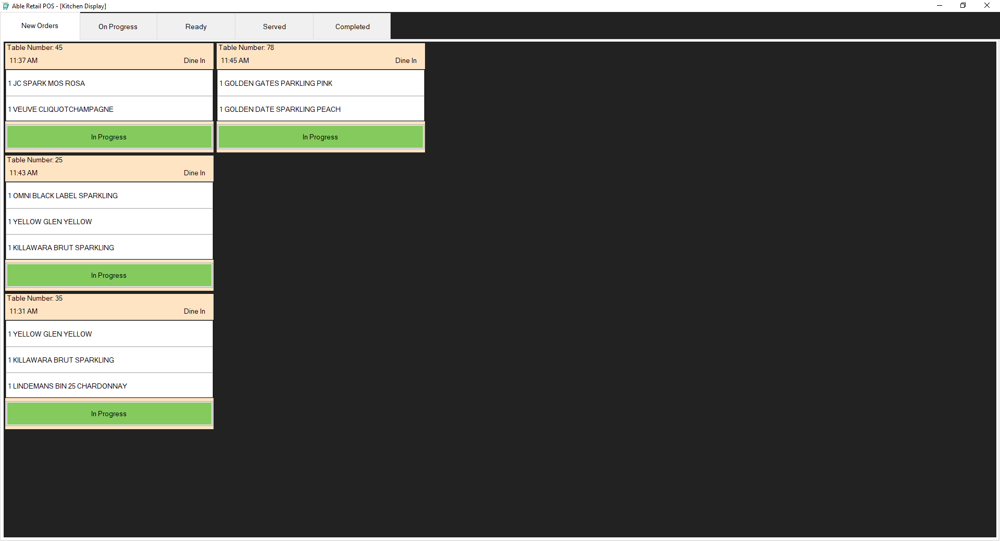 Able Retail POS - [Kitchen Display]
New Orders
On Progress
Ready
Served
Completed
Table Number: 45
11:37 AM Dine In
1 JC SPARK MOS ROSA
1 VEUVE CLIQUOTCHAMPAGNE
In Progress
Table Number: 78
11:45 AM Dine In
1 GOLDEN GATES PARKLING PINK
1 GOLDEN DATE SPARKLING PEACH
In Progress
Table Number: 25
11:43 AM Dine In
1 OMNI BLACK LABEL SPARKLING
1 YELLOW GLEN YELLOW
1 KILLAWARA BRUT SPARKLING
In Progress
Table Number: 35
11:31 AM Dine In
1 YELLOW GLEN YELLOW
1 KILLAWARA BRUT SPARKLING
1 LINDEMANS BIN 25 CHARDONNAY
In Progress